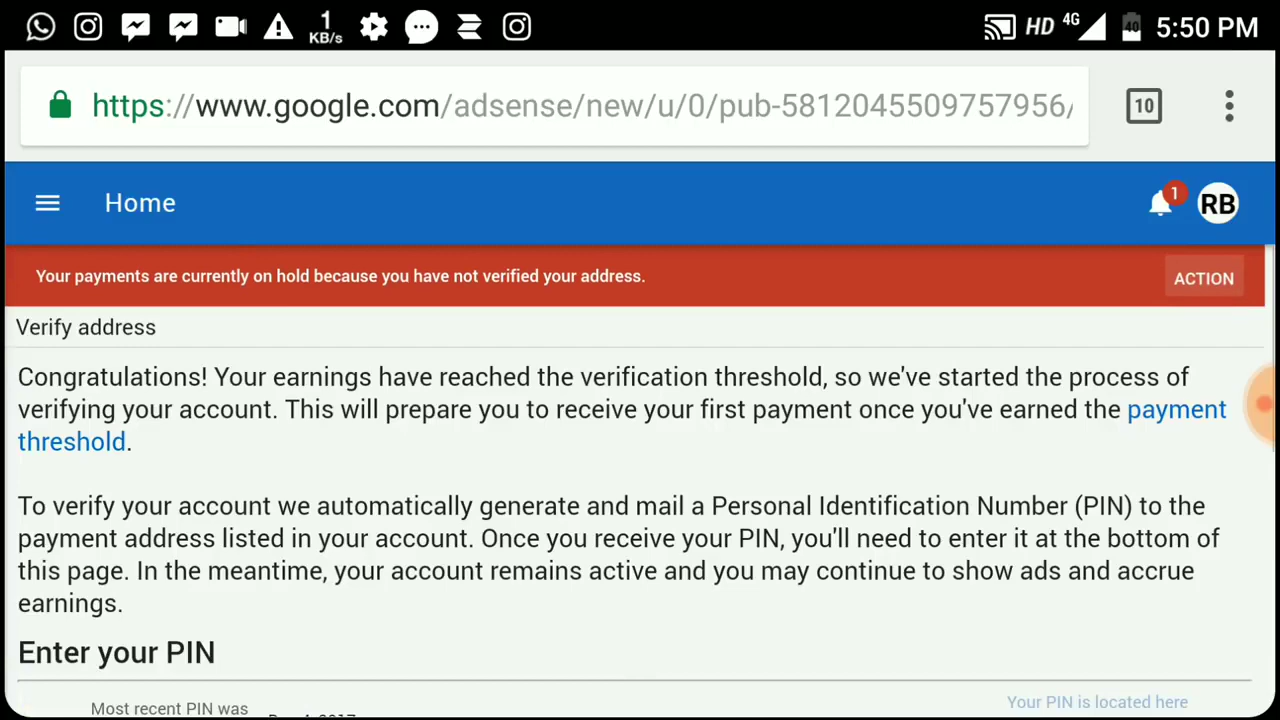 1
KB/s
HD 4G 40 5:50 PM
https://www.google.com/adsense/new/u/0/pub-5812045509757956/
10
Home
1
RB
Your payments are currently on hold because you have not verified your address.
ACTION
Verify address
Congratulations! Your earnings have reached the verification threshold, so we've started the process of
verifying your account. This will prepare you to receive your first payment once you've earned the payment
threshold.
To verify your account we automatically generate and mail a Personal Identification Number (PIN) to the
payment address listed in your account. Once you receive your PIN, you'll need to enter it at the bottom of
this page. In the meantime, your account remains active and you may continue to show ads and accrue
earnings.
Enter your PIN
Your PIN is located here
Most recent PIN was